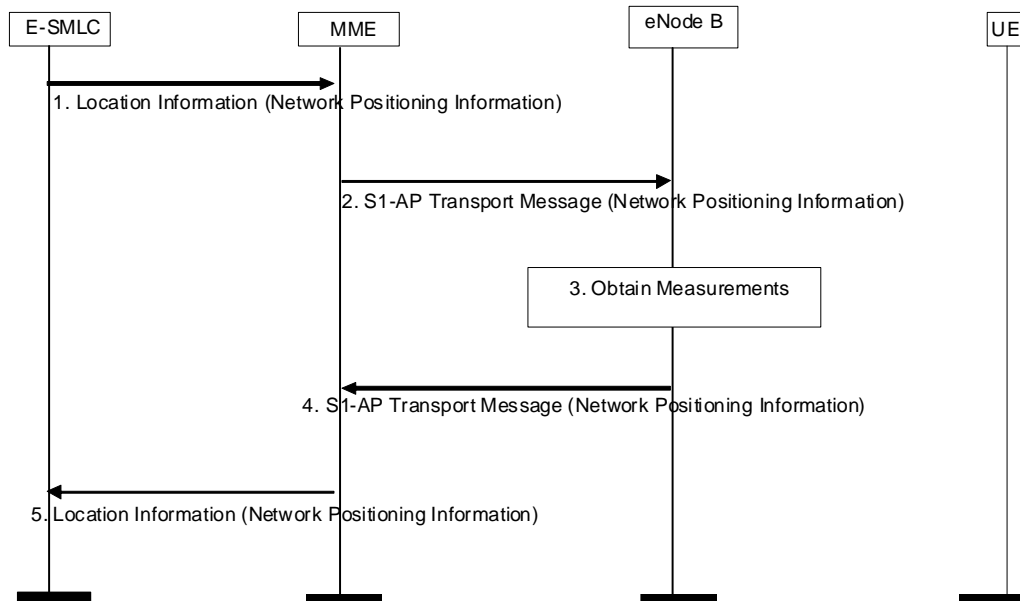 E-SMLC
MME
eNode B
UE
1. Location Information (Network Positioning Information)
2. S1-AP Transport Message (Network Positioning Information)
3. Obtain Measurements
4. S1-AP Transport Message (Network Positioning Information)
5. Location Information (Network Positioning Information)